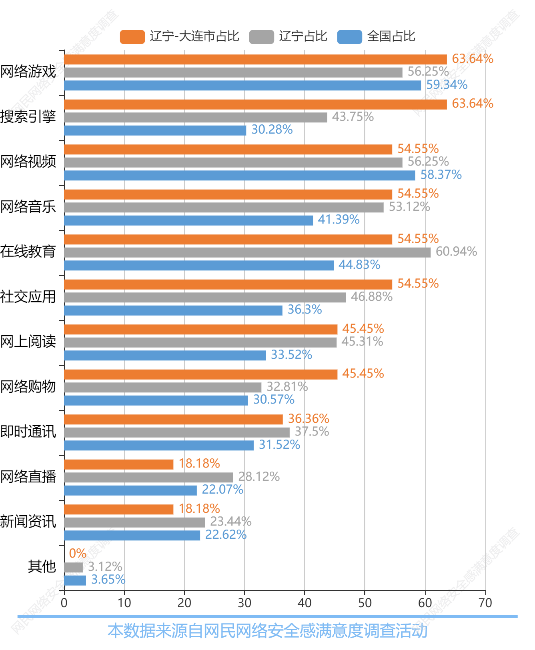 辽宁-大连市占比 辽宁占比 全国占比
网络游戏 63.64% 56.25% 59.34%
搜索引擎 63.64% 43.75% 30.28%
网络视频 54.55% 56.25% 58.37%
网络音乐 54.55% 53.12% 41.39%
在线教育 54.55% 60.94% 44.83%
社交应用 54.55% 46.88% 36.3%
网上阅读 45.45% 45.31% 33.52%
网络购物 45.45% 32.81% 30.57%
即时通讯 36.36% 37.5% 31.52%
网络直播 18.18% 28.12% 22.07%
新闻资讯 18.18% 23.44% 22.62%
其他 0% 3.12% 3.65%
0 10 20 30 40 50 60 70
本数据来源自网民网络安全感满意度调查活动